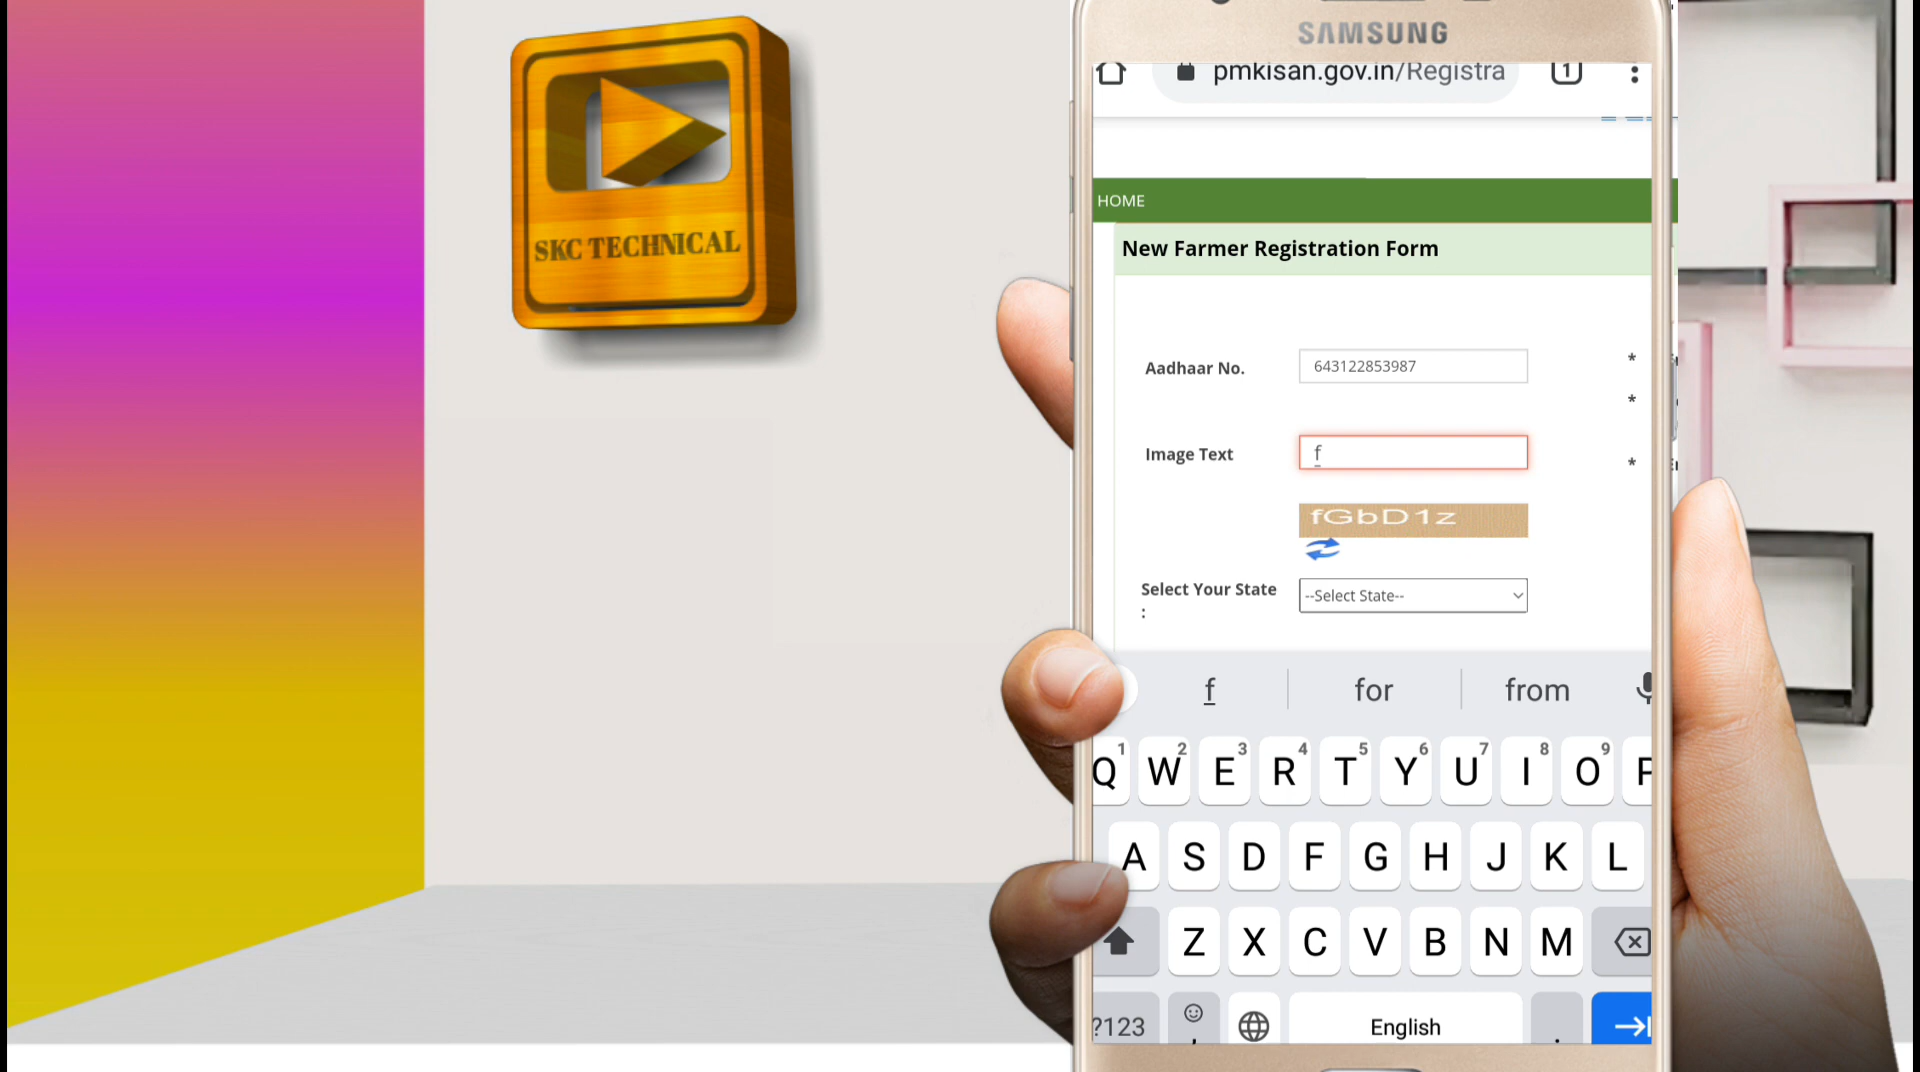 SKC TECHNICAL
SAMSUNG
pmkisan.gov.in/Registra
1
HOME
New Farmer Registration Form
Aadhaar No.
643122853987
*
*
Image Text
f
*
fGbD1z
Select Your State
:
--Select State--
f for from
1 2 3 4 5 6 7 8 9
Q W E R T Y U I O P
A S D F G H J K L
Z X C V B N M
?123 , English .